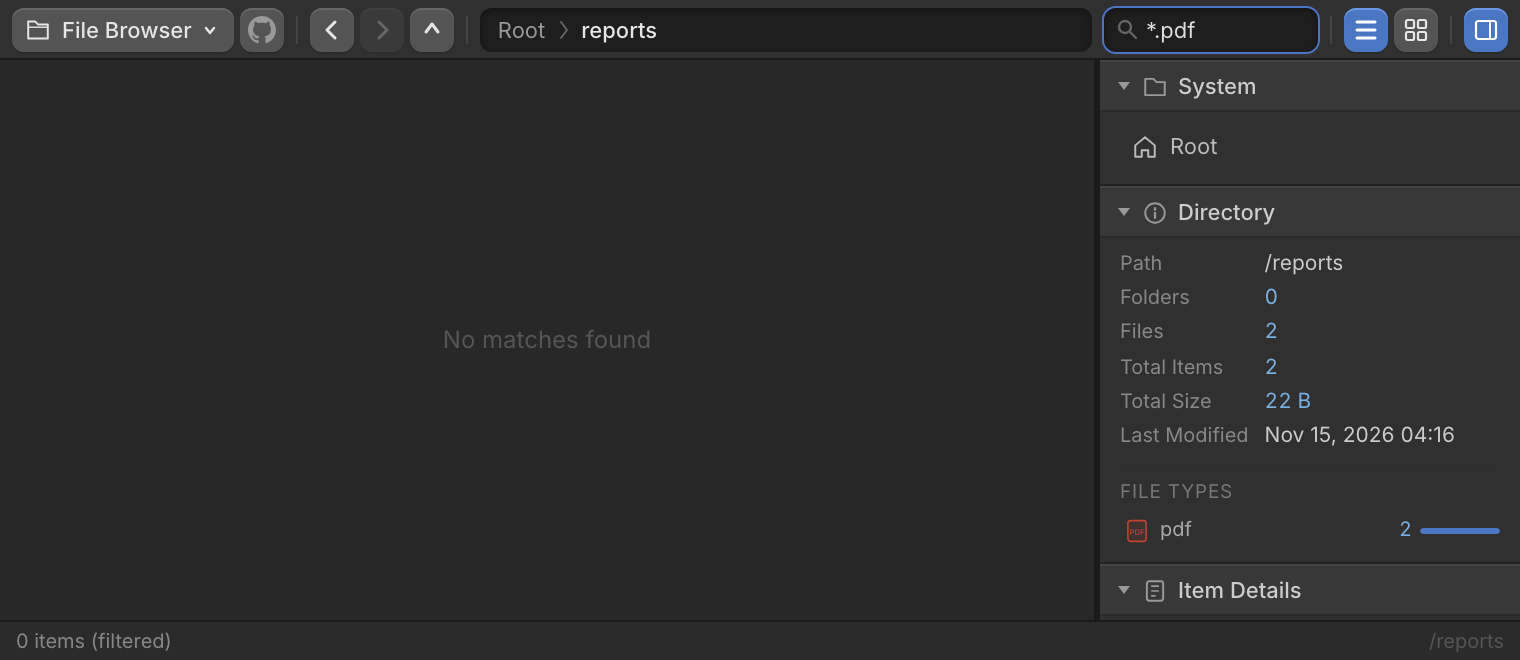 File Browser
Root reports
*.pdf
No matches found
System
Root
Directory
Path /reports
Folders 0
Files 2
Total Items 2
Total Size 22 B
Last Modified Nov 15, 2026 04:16
FILE TYPES
PDF pdf 2
Item Details
0 items (filtered)
/reports